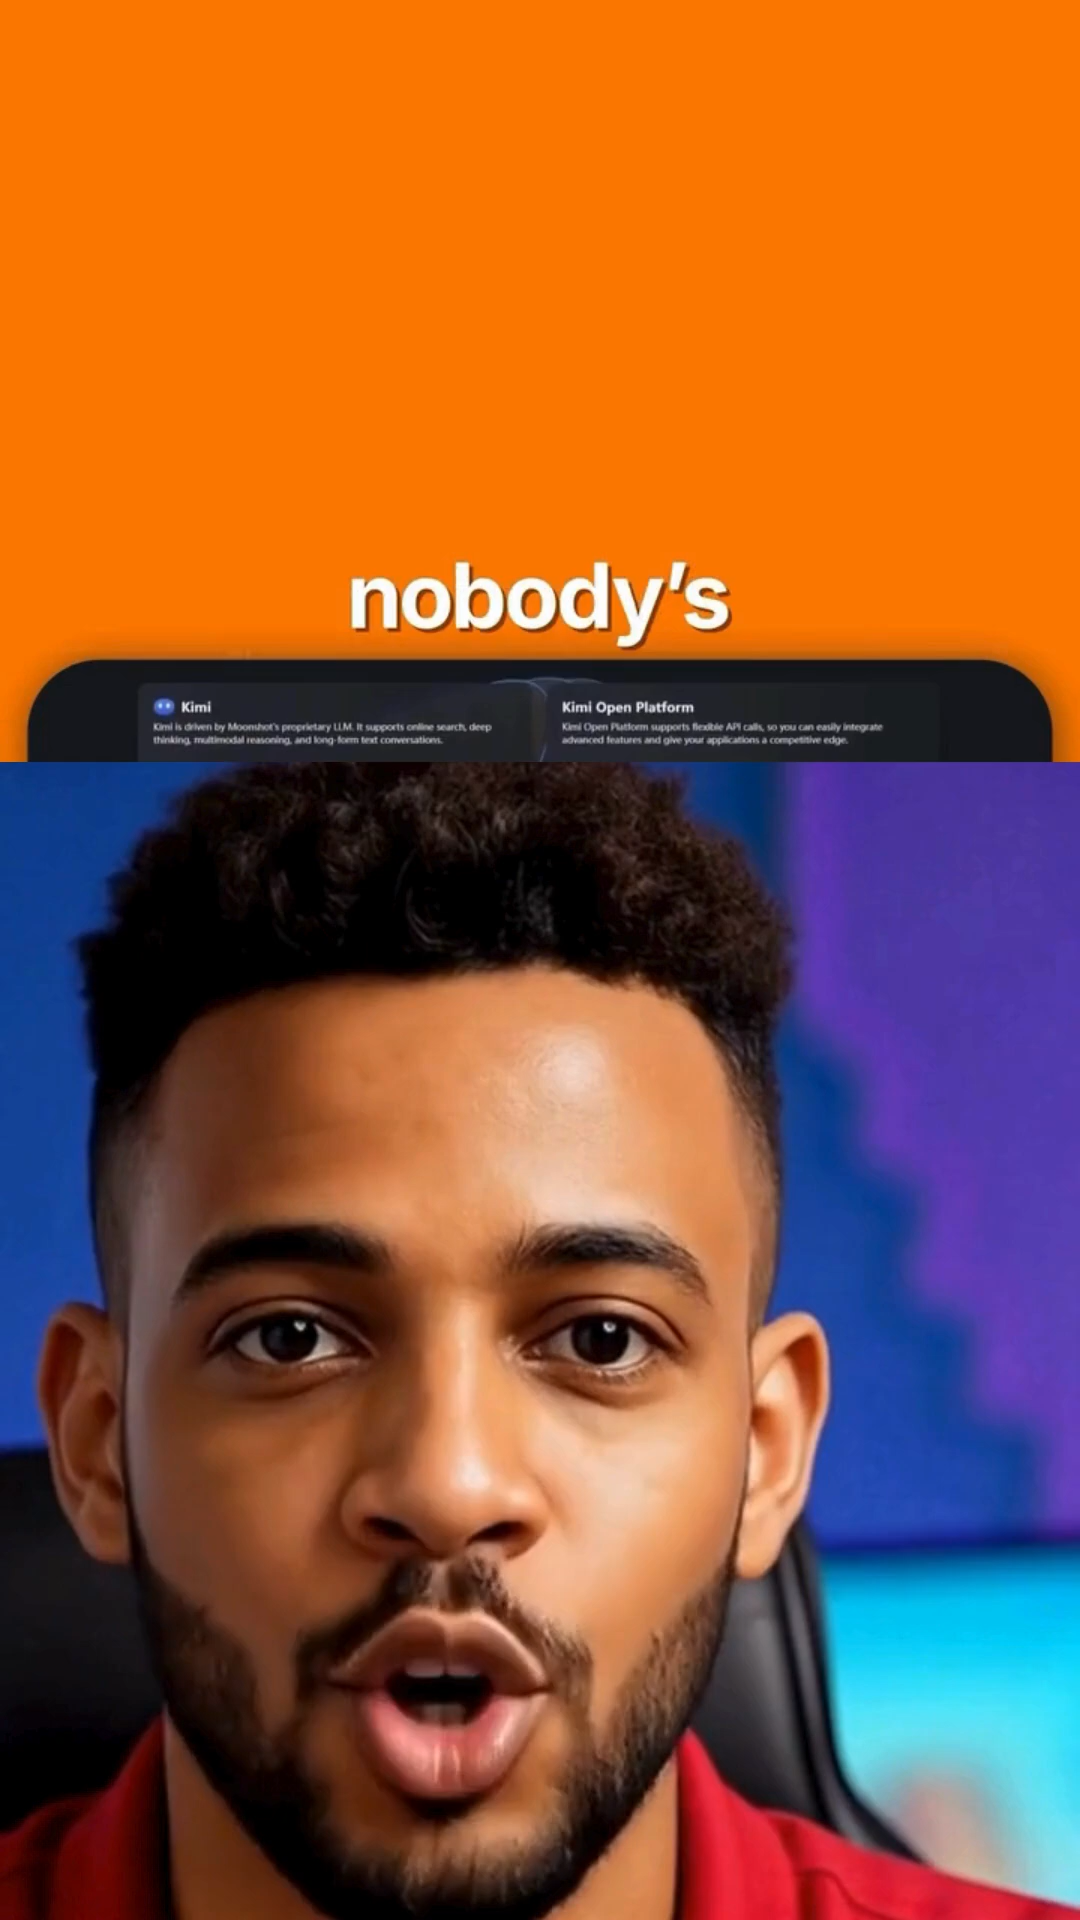 nobody's
Kimi
Kimi is driven by Moonshot's proprietary LLM. It supports online search, deep
thinking, multimodal reasoning, and long-form text conversations.
Kimi Open Platform
Kimi Open Platform supports flexible API calls, so you can easily integrate
advanced features and give your applications a competitive edge.